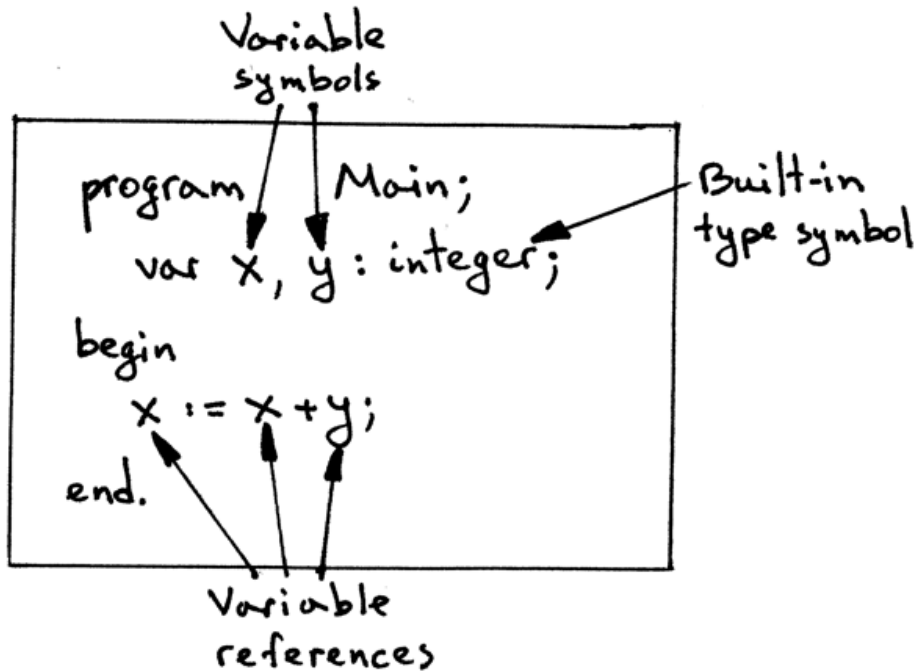 Variable
symbols
program Main;
Built-in
type symbol
var x, y : integer;
begin
x := x + y;
end.
Variable
references